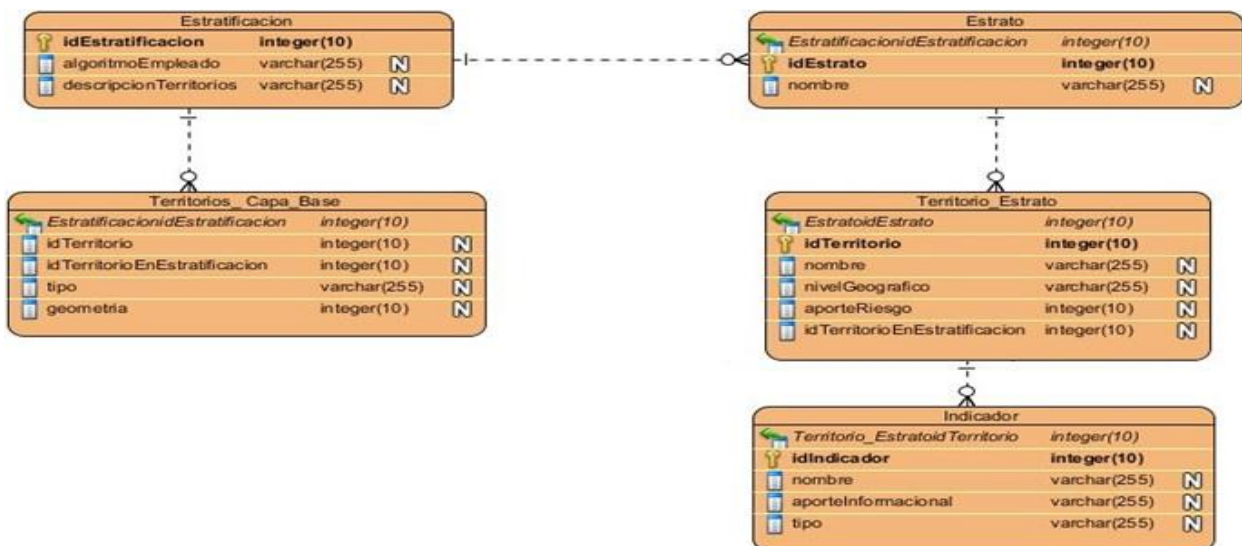 Estratificacion
idEstratificacion integer(10)
algoritmoEmpleado varchar(255) N
descripcionTerritorios varchar(255) N
Estrato
EstratificacionidEstratificacion integer(10)
idEstrato integer(10)
nombre varchar(255) N
Territorios_ Capa_Base
EstratificacionidEstratificacion integer(10)
idTerritorio integer(10) N
idTerritorioEnEstratificacion integer(10) N
tipo varchar(255) N
geometria integer(10) N
Territorio_Estrato
EstratoidEstrato integer(10)
idTerritorio integer(10)
nombre varchar(255) N
nivelGeografico varchar(255) N
aporteRiesgo integer(10) N
idTerritorioEnEstratificacion integer(10) N
Indicador
Territorio_EstratoidTerritorio integer(10)
idIndicador integer(10)
nombre varchar(255) N
aporteInformacional varchar(255) N
tipo varchar(255) N